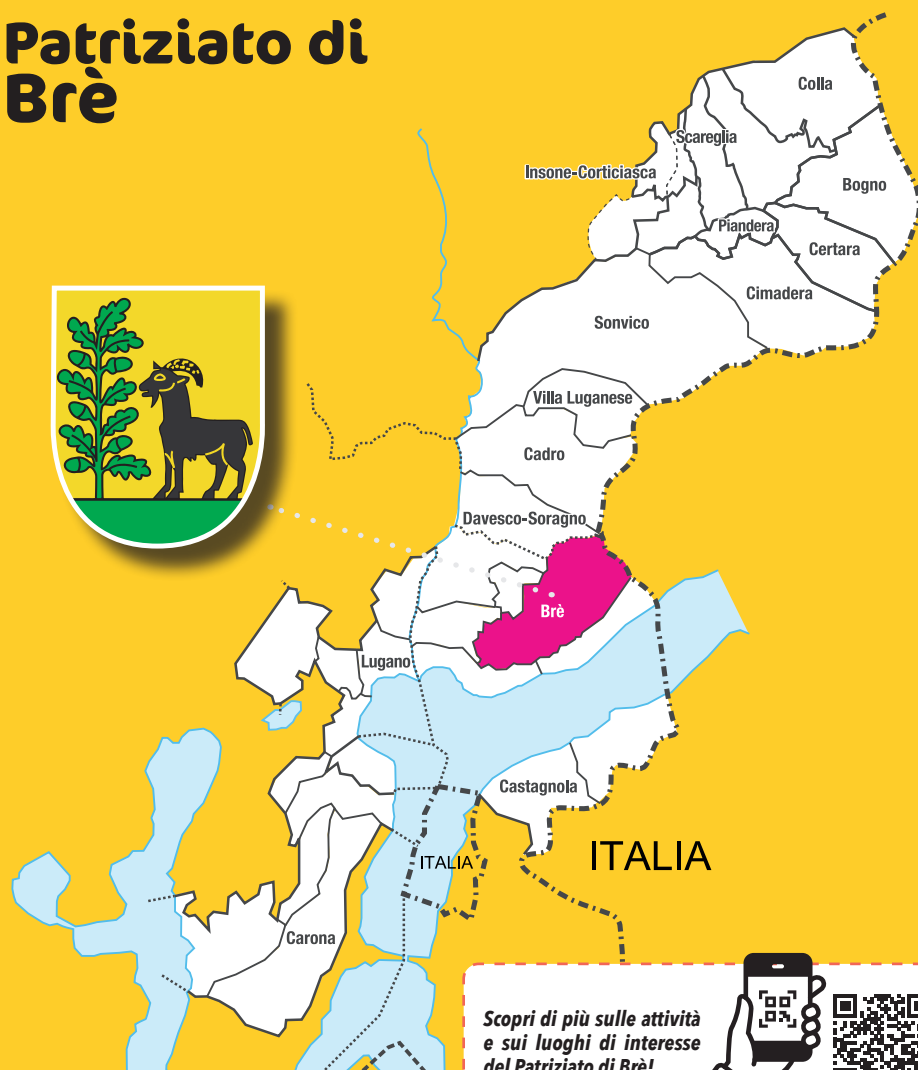 Patriziato di
Brè
Colla
Scareglia
Insone-Corticiasca
Bogno
Piandera
Certara
Cimadera
Sonvico
Villa Luganese
Cadro
Davesco-Soragno
Brè
Lugano
Castagnola
ITALIA
ITALIA
Carona
Scopri di più sulle attività
e sui luoghi di interesse
del Patriziato di Brè!